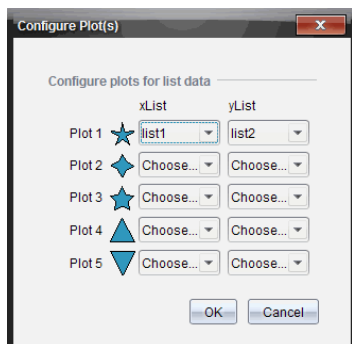 Configure Plot(s)
Configure plots for list data
xList yList
Plot 1 list1 list2
Plot 2 Choose... Choose...
Plot 3 Choose... Choose...
Plot 4 Choose... Choose...
Plot 5 Choose... Choose...
OK Cancel